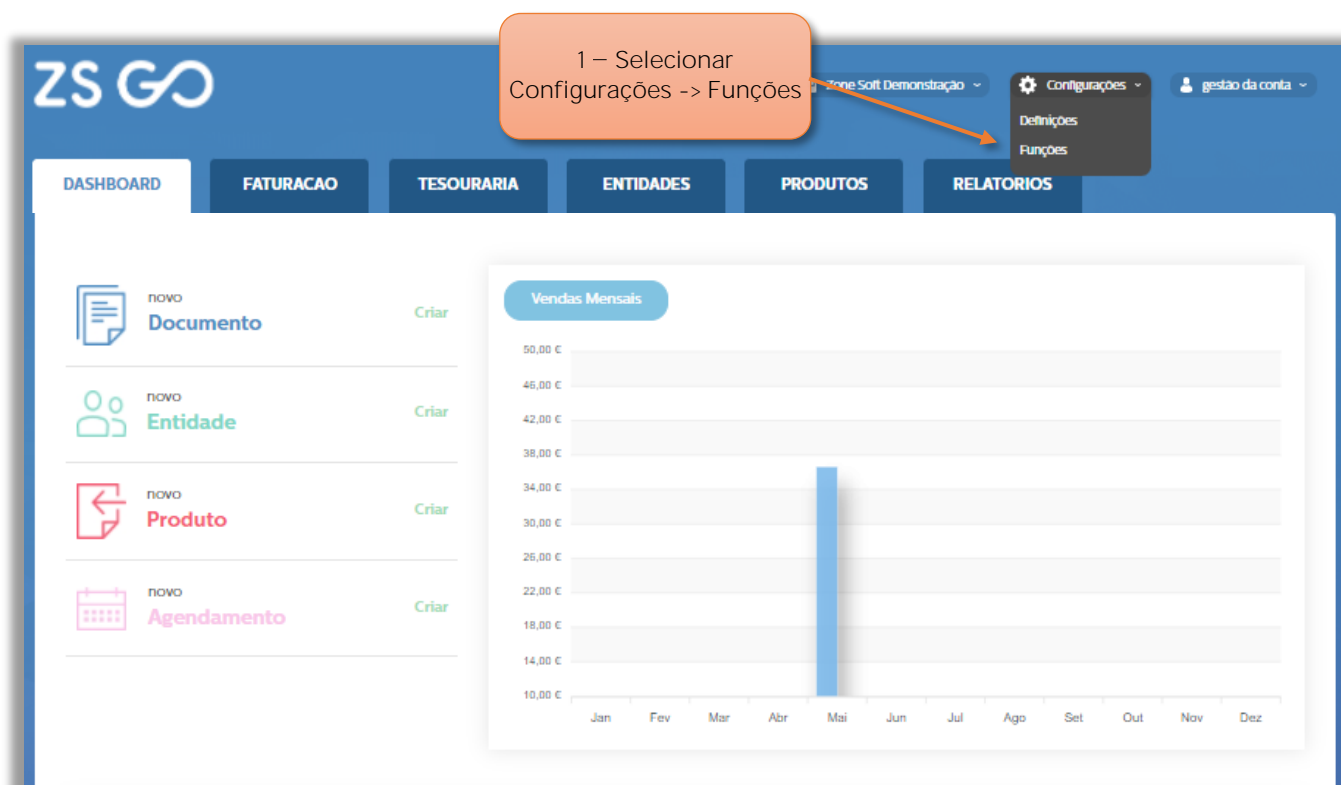 ZS GO
1 – Selecionar
Configurações -> Funções
Zone Soft Demonstração
Configurações
gestão da conta
Definições
Funções
DASHBOARD
FATURACAO
TESOURARIA
ENTIDADES
PRODUTOS
RELATORIOS
novo
Documento
Criar
novo
Entidade
Criar
novo
Produto
Criar
novo
Agendamento
Criar
Vendas Mensais
50,00 €
46,00 €
42,00 €
38,00 €
34,00 €
30,00 €
26,00 €
22,00 €
18,00 €
14,00 €
10,00 €
Jan Fev Mar Abr Mai Jun Jul Ago Set Out Nov Dez